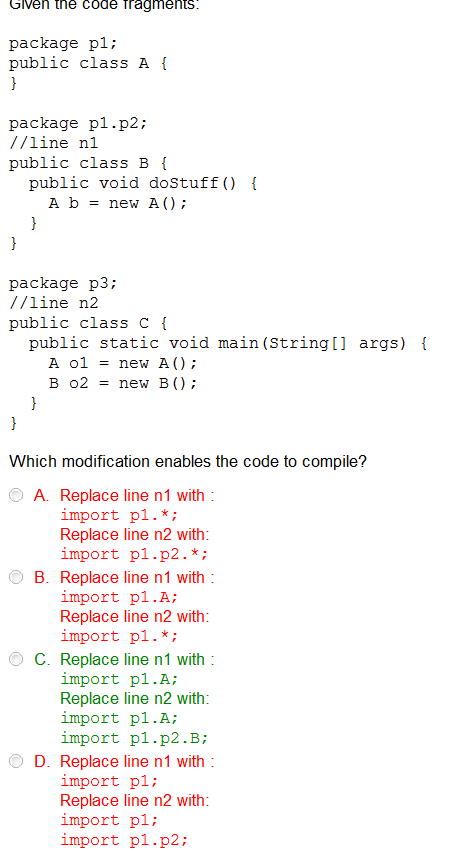 Given the code fragments:
package p1;
public class A {
}
package p1.p2;
//line n1
public class B {
public void doStuff() {
A b = new A();
}
}
package p3;
//line n2
public class C {
public static void main(String[] args) {
A o1 = new A();
B o2 = new B();
}
}
Which modification enables the code to compile?
A. Replace line n1 with :
import p1.*;
Replace line n2 with:
import p1.p2.*;
B. Replace line n1 with :
import p1.A;
Replace line n2 with:
import p1.*;
C. Replace line n1 with :
import p1.A;
Replace line n2 with:
import p1.A;
import p1.p2.B;
D. Replace line n1 with :
import p1;
Replace line n2 with:
import p1;
import p1.p2;